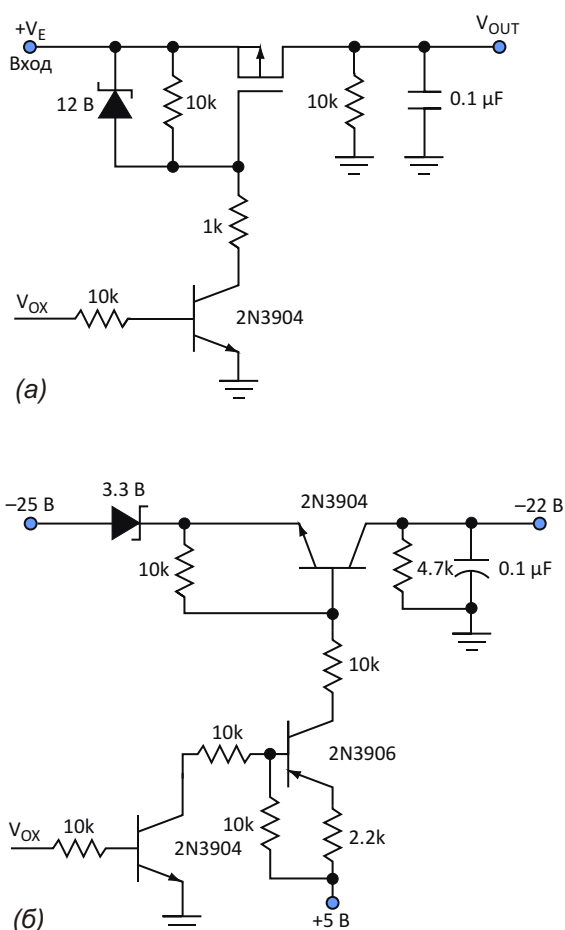 +V_E
V_OUT
Вход
12 В
10k
10k
0.1 µF
1k
V_OX
10k
2N3904
(а)
–25 В
3.3 В
2N3904
–22 В
10k
4.7k
0.1 µF
10k
10k
2N3906
V_OX
10k
2N3904
10k
2.2k
+5 В
(б)